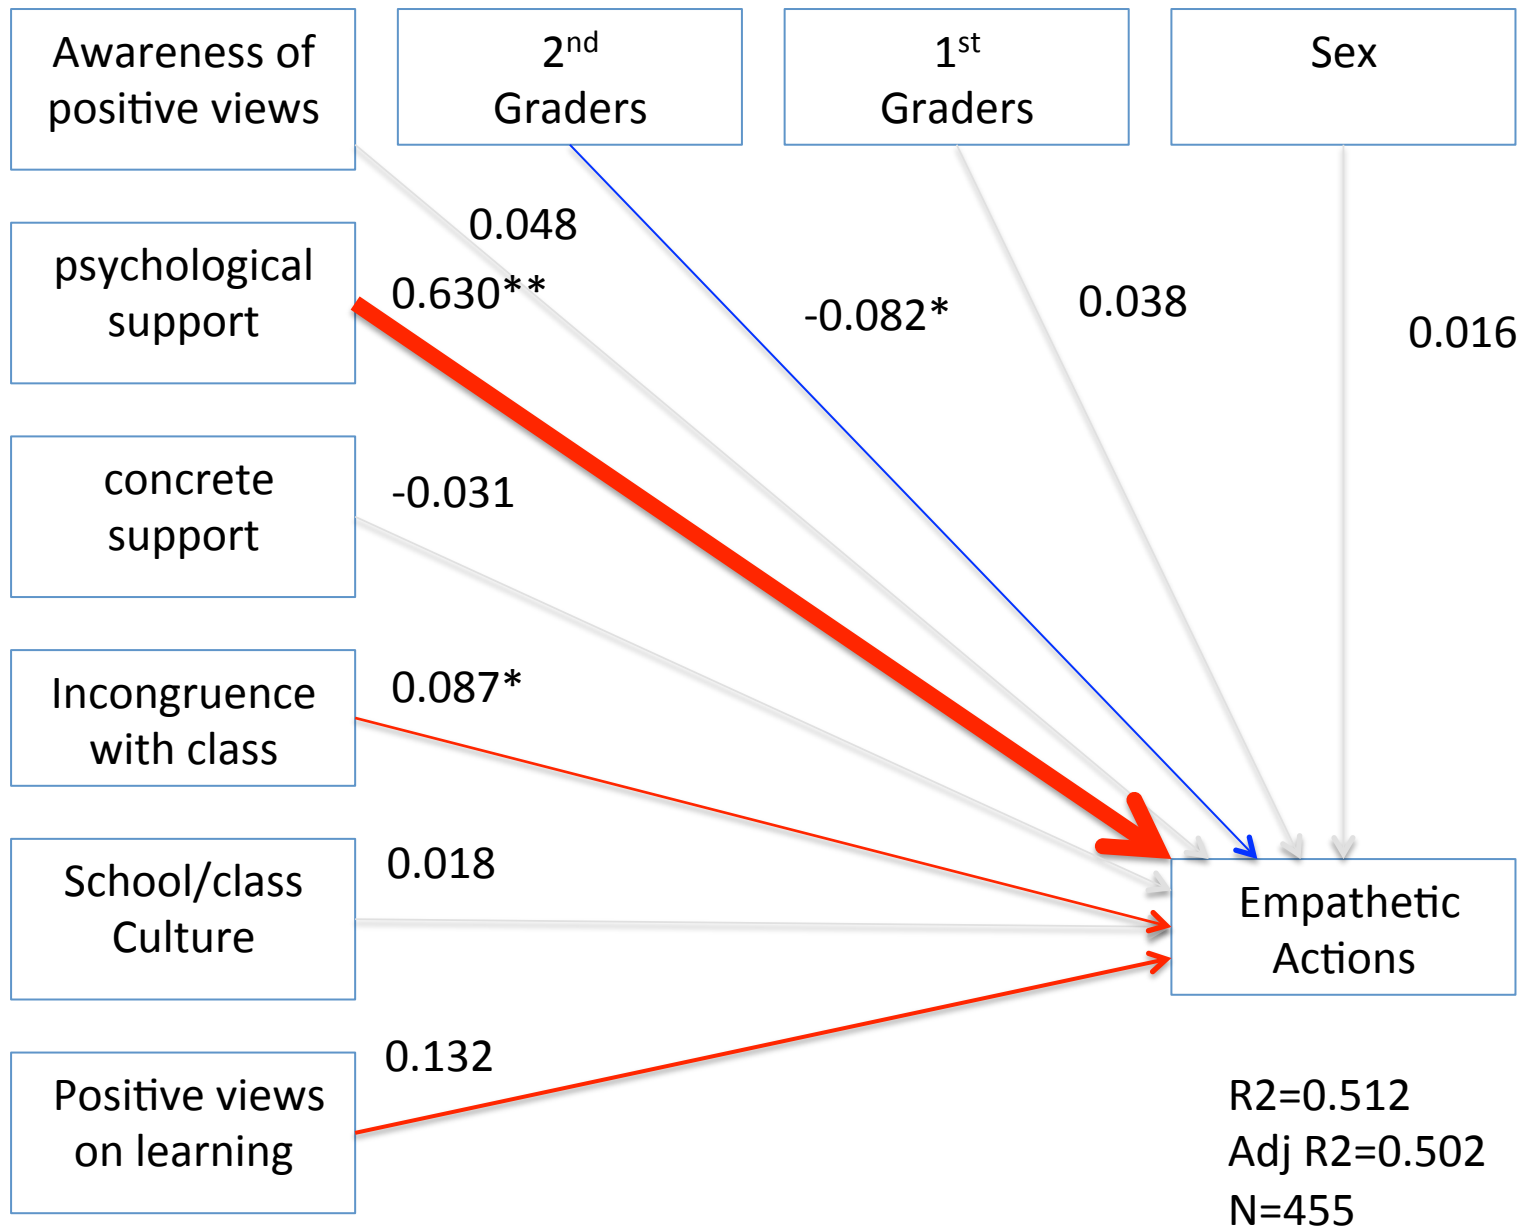 Awareness of
positive views
2nd
Graders
1st
Graders
Sex
psychological
support
concrete
support
Incongruence
with class
School/class
Culture
Positive views
on learning
0.048
0.630**
-0.082*
0.038
0.016
-0.031
0.087*
0.018
0.132
Empathetic
Actions
R2=0.512
Adj R2=0.502
N=455